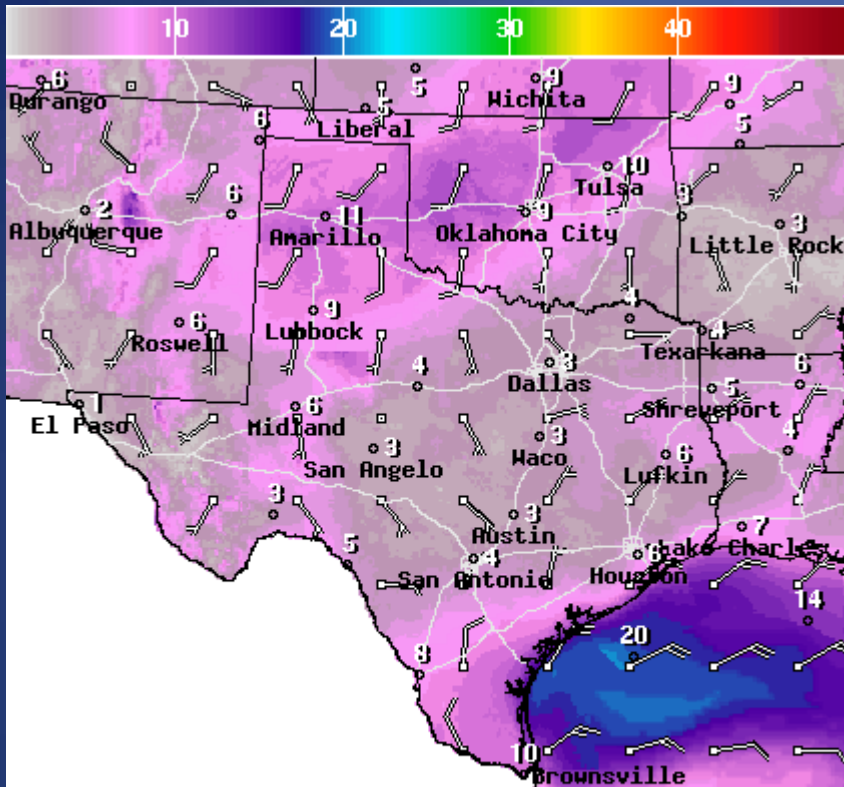 10 20 30 40
6
5
9
9
Durango
Wichita
5
Liberal
6
5
10
Tulsa
2
6
11
9
3
Albuquerque
Amarillo
Oklahoma City
Little Rock
9
6
4
4
Roswell
Lubbock
Texarkana
Dallas
4
6
5
1
El Paso
6
Midland
Shreveport
3
San Angelo
3
Waco
6
Lufkin
4
3
3
Austin
7
5
4
San Antonio
Houston
Lake Charles
14
20
8
10
Brownsville